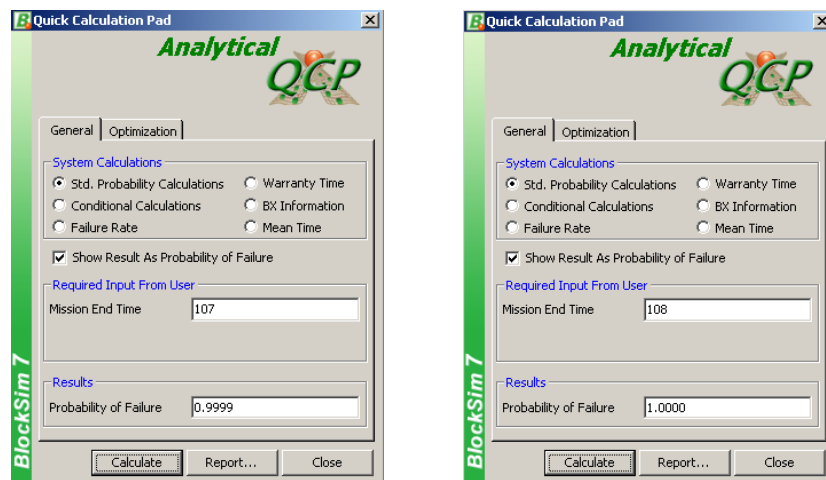 Quick Calculation Pad
Analytical
QCP
General
Optimization
System Calculations
Std. Probability Calculations
Warranty Time
Conditional Calculations
BX Information
Failure Rate
Mean Time
Show Result As Probability of Failure
Required Input From User
Mission End Time
107
Results
Probability of Failure
0.9999
Calculate
Report...
Close
BlockSim 7
Quick Calculation Pad
Analytical
QCP
General
Optimization
System Calculations
Std. Probability Calculations
Warranty Time
Conditional Calculations
BX Information
Failure Rate
Mean Time
Show Result As Probability of Failure
Required Input From User
Mission End Time
108
Results
Probability of Failure
1.0000
Calculate
Report...
Close
BlockSim 7